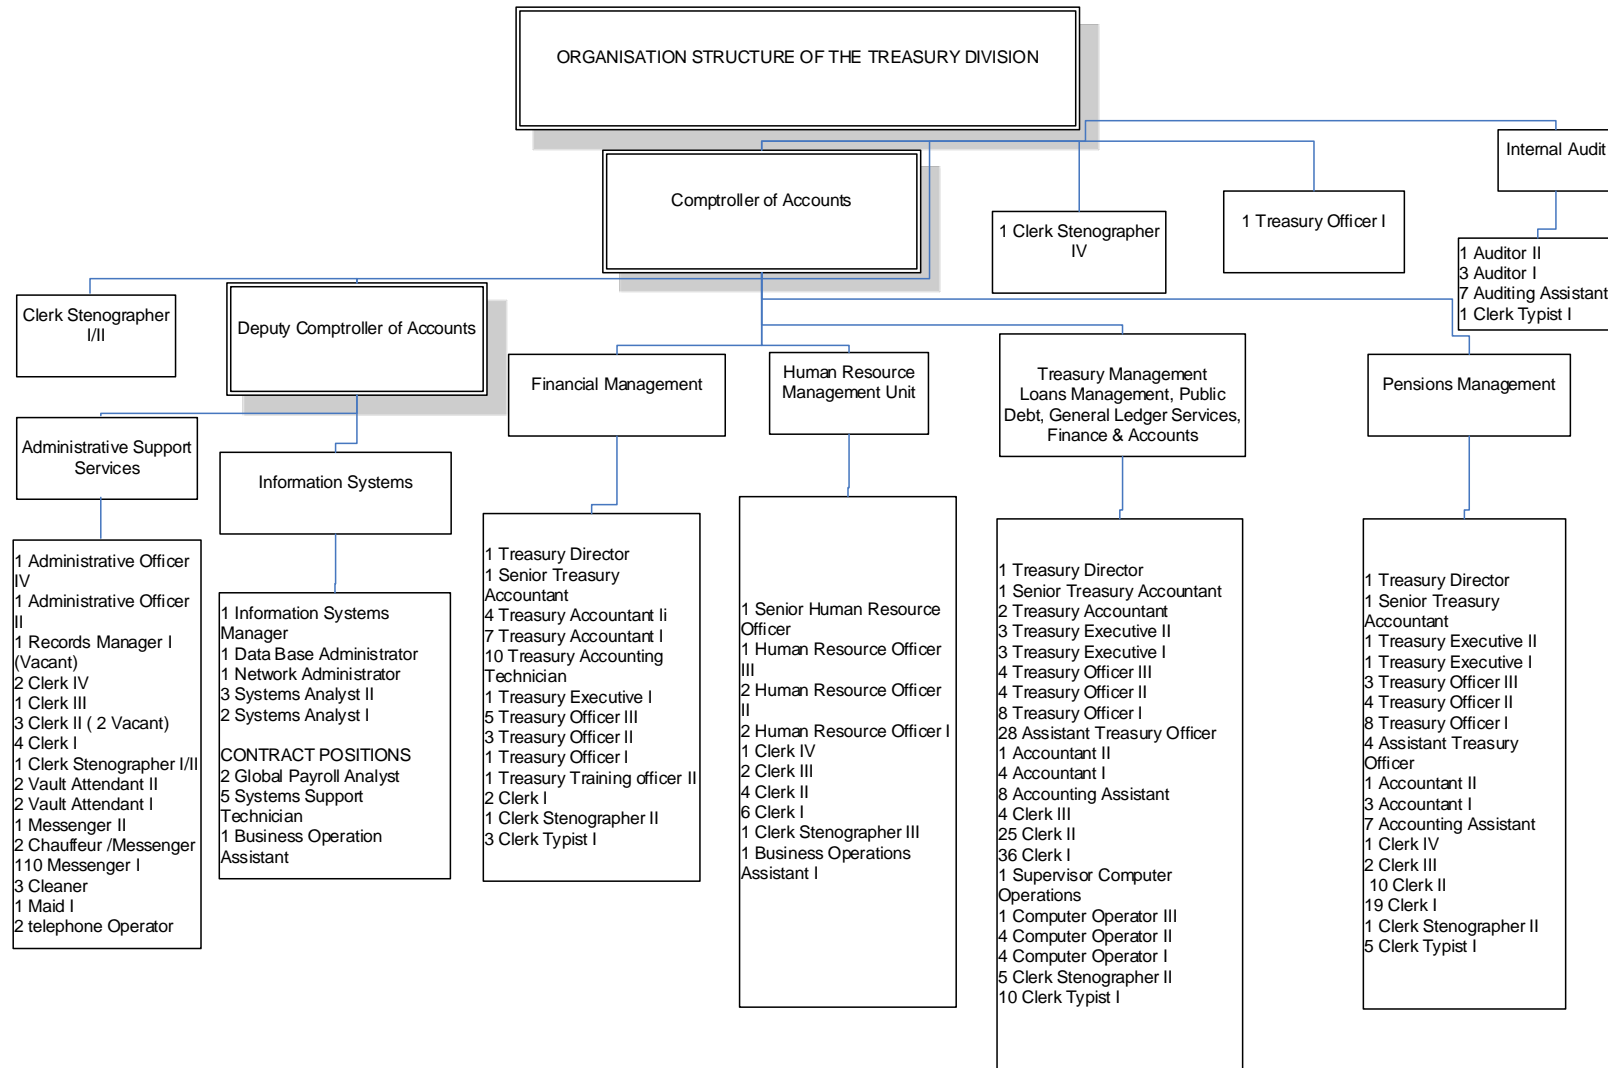 ORGANISATION STRUCTURE OF THE TREASURY DIVISION
Comptroller of Accounts
1 Clerk Stenographer
IV
1 Treasury Officer I
Internal Audit
1 Auditor II
3 Auditor I
7 Auditing Assistant
1 Clerk Typist I
Clerk Stenographer
I/II
Deputy Comptroller of Accounts
Financial Management
Human Resource
Management Unit
Treasury Management
Loans Management, Public
Debt, General Ledger Services,
Finance & Accounts
Pensions Management
Administrative Support
Services
Information Systems
1 Administrative Officer
IV
1 Administrative Officer
II
1 Records Manager I
(Vacant)
2 Clerk IV
1 Clerk III
3 Clerk II ( 2 Vacant)
4 Clerk I
1 Clerk Stenographer I/II
2 Vault Attendant II
2 Vault Attendant I
1 Messenger II
2 Chauffeur /Messenger
110 Messenger I
3 Cleaner
1 Maid I
2 telephone Operator
1 Information Systems
Manager
1 Data Base Administrator
1 Network Administrator
3 Systems Analyst II
2 Systems Analyst I
CONTRACT POSITIONS
2 Global Payroll Analyst
5 Systems Support
Technician
1 Business Operation
Assistant
1 Treasury Director
1 Senior Treasury
Accountant
4 Treasury Accountant Ii
7 Treasury Accountant I
10 Treasury Accounting
Technician
1 Treasury Executive I
5 Treasury Officer III
3 Treasury Officer II
1 Treasury Officer I
1 Treasury Training officer II
2 Clerk I
1 Clerk Stenographer II
3 Clerk Typist I
1 Senior Human Resource
Officer
1 Human Resource Officer
III
2 Human Resource Officer
II
2 Human Resource Officer I
1 Clerk IV
2 Clerk III
4 Clerk II
6 Clerk I
1 Clerk Stenographer III
1 Business Operations
Assistant I
1 Treasury Director
1 Senior Treasury Accountant
2 Treasury Accountant
3 Treasury Executive II
3 Treasury Executive I
4 Treasury Officer III
4 Treasury Officer II
8 Treasury Officer I
28 Assistant Treasury Officer
1 Accountant II
4 Accountant I
8 Accounting Assistant
4 Clerk III
25 Clerk II
36 Clerk I
1 Supervisor Computer
Operations
1 Computer Operator III
4 Computer Operator II
4 Computer Operator I
5 Clerk Stenographer II
10 Clerk Typist I
1 Treasury Director
1 Senior Treasury
Accountant
1 Treasury Executive II
1 Treasury Executive I
3 Treasury Officer III
4 Treasury Officer II
8 Treasury Officer I
4 Assistant Treasury
Officer
1 Accountant II
3 Accountant I
7 Accounting Assistant
1 Clerk IV
2 Clerk III
10 Clerk II
19 Clerk I
1 Clerk Stenographer II
5 Clerk Typist I